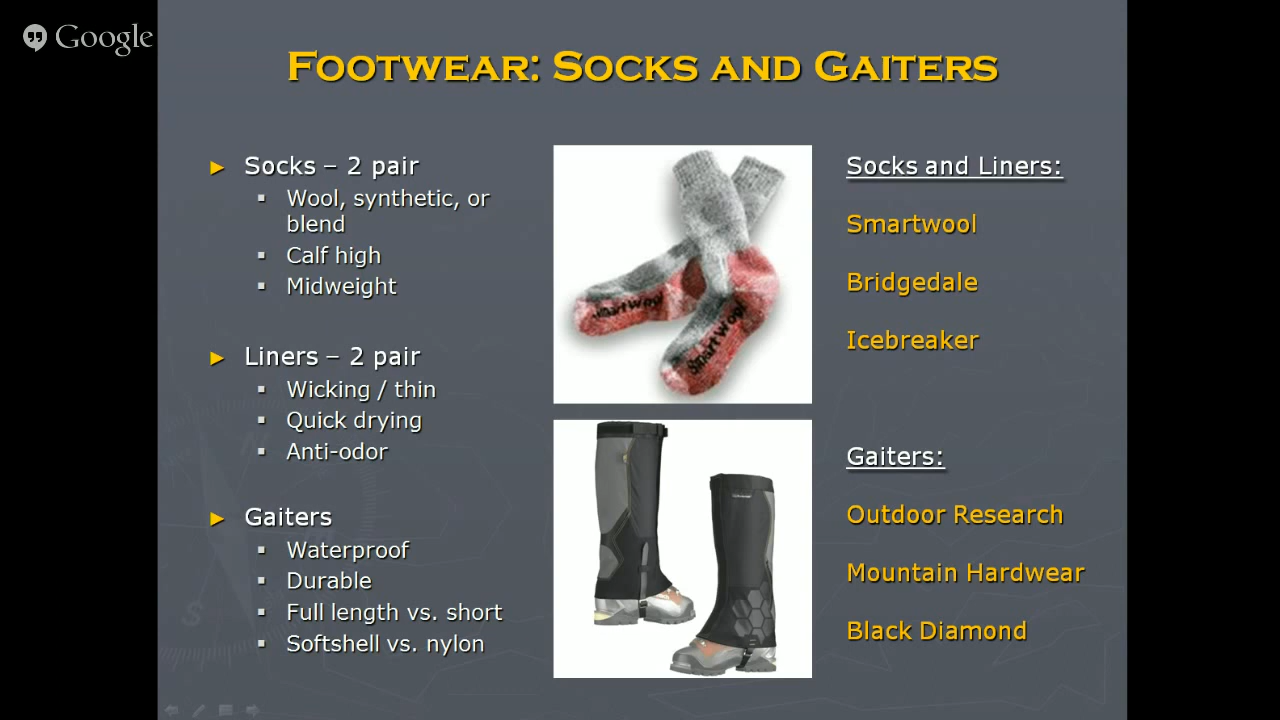 Google
Footwear: Socks and Gaiters
Socks – 2 pair
Wool, synthetic, or
blend
Calf high
Midweight
Liners – 2 pair
Wicking / thin
Quick drying
Anti-odor
Gaiters
Waterproof
Durable
Full length vs. short
Softshell vs. nylon
SmartWool
SmartWool
Socks and Liners:
Smartwool
Bridgedale
Icebreaker
Gaiters:
Outdoor Research
Mountain Hardwear
Black Diamond
S